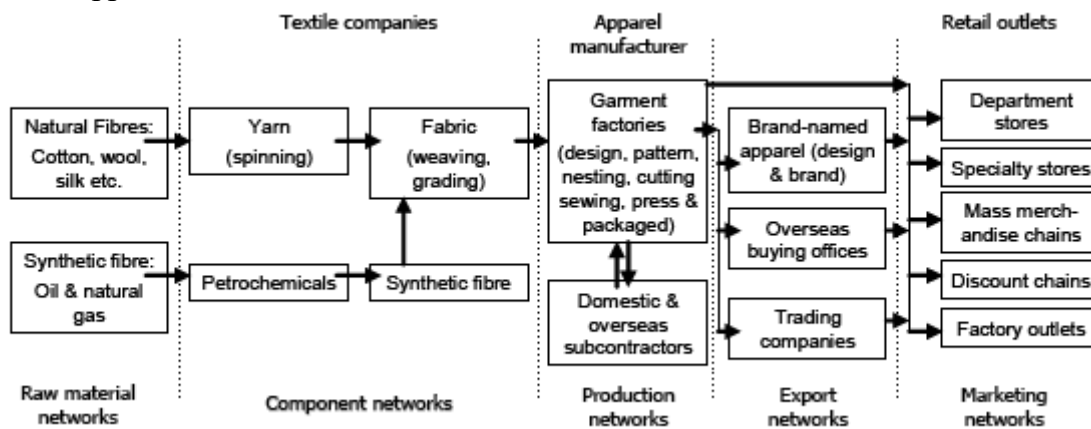 Textile companies
Apparel
manufacturer
Retail outlets
Natural Fibres:
Cotton, wool,
silk etc.
Yarn
(spinning)
Fabric
(weaving,
grading)
Garment
factories
(design, pattern,
nesting, cutting
sewing, press &
packaged)
Brand-named
apparel (design
& brand)
Department
stores
Specialty stores
Mass merch-
andise chains
Discount chains
Factory outlets
Overseas
buying offices
Trading
companies
Synthetic fibre:
Oil & natural
gas
Petrochemicals
Synthetic fibre
Domestic &
overseas
subcontractors
Raw material
networks
Component networks
Production
networks
Export
networks
Marketing
networks